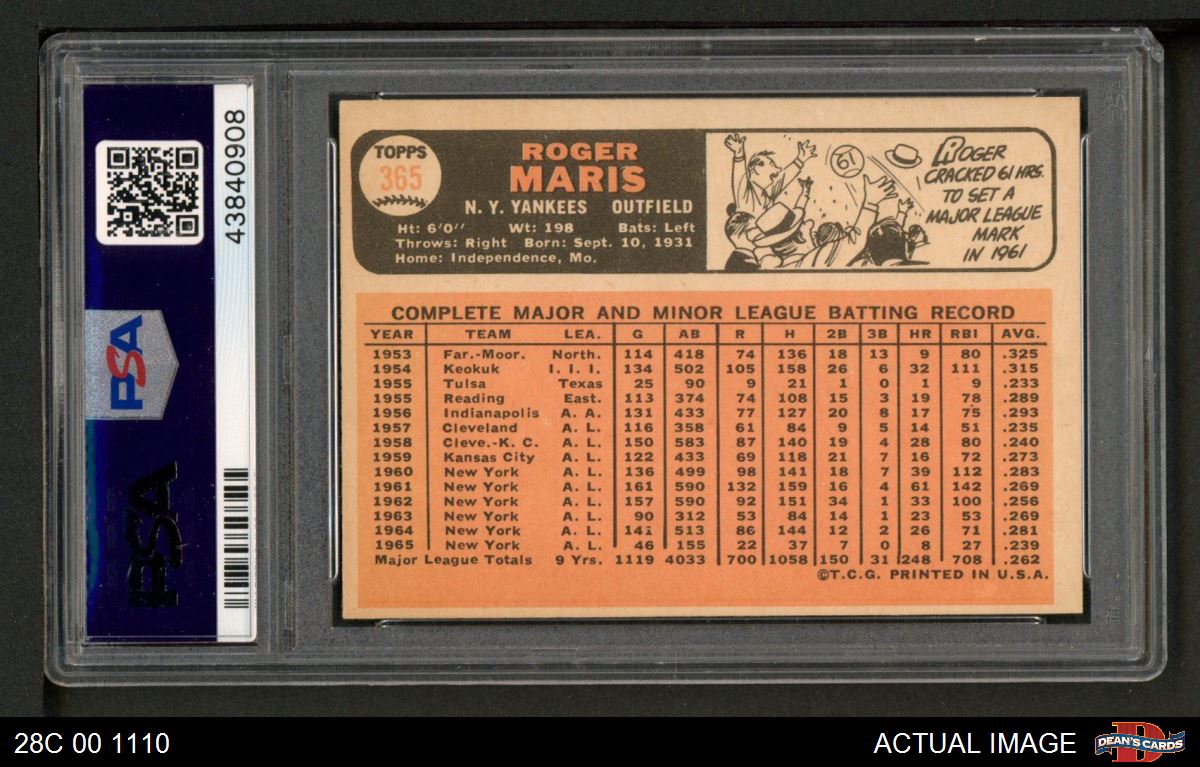 43840908
PSA
PSA
TOPPS
365
ROGER
MARIS
N. Y. YANKEES OUTFIELD
Ht: 6'0" Wt: 198 Bats: Left
Throws: Right Born: Sept. 10, 1931
Home: Independence, Mo.
61
ROGER
CRACKED 61 HRS.
TO SET A
MAJOR LEAGUE
MARK
IN 1961
COMPLETE MAJOR AND MINOR LEAGUE BATTING RECORD
YEAR TEAM LEA. G AB R H 2B 3B HR RBI AVG.
1953 Far.-Moor. North. 114 418 74 136 18 13 9 80 .325
1954 Keokuk I. I. I. 134 502 105 158 26 6 32 111 .315
1955 Tulsa Texas 25 90 9 21 1 0 1 9 .233
1955 Reading East. 113 374 74 108 15 3 19 78 .289
1956 Indianapolis A. A. 131 433 77 127 20 8 17 75 .293
1957 Cleveland A. L. 116 358 61 84 9 5 14 51 .235
1958 Cleve.-K. C. A. L. 150 583 87 140 19 4 28 80 .240
1959 Kansas City A. L. 122 433 69 118 21 7 16 72 .273
1960 New York A. L. 136 499 98 141 18 7 39 112 .283
1961 New York A. L. 161 590 132 159 16 4 61 142 .269
1962 New York A. L. 157 590 92 151 34 1 33 100 .256
1963 New York A. L. 90 312 53 84 14 1 23 53 .269
1964 New York A. L. 141 513 86 144 12 2 26 71 .281
1965 New York A. L. 46 155 22 37 7 0 8 27 .239
Major League Totals 9 Yrs. 1119 4033 700 1058 150 31 248 708 .262
©T.C.G. PRINTED IN U.S.A.
28C 00 1110
ACTUAL IMAGE
DEAN'S CARDS